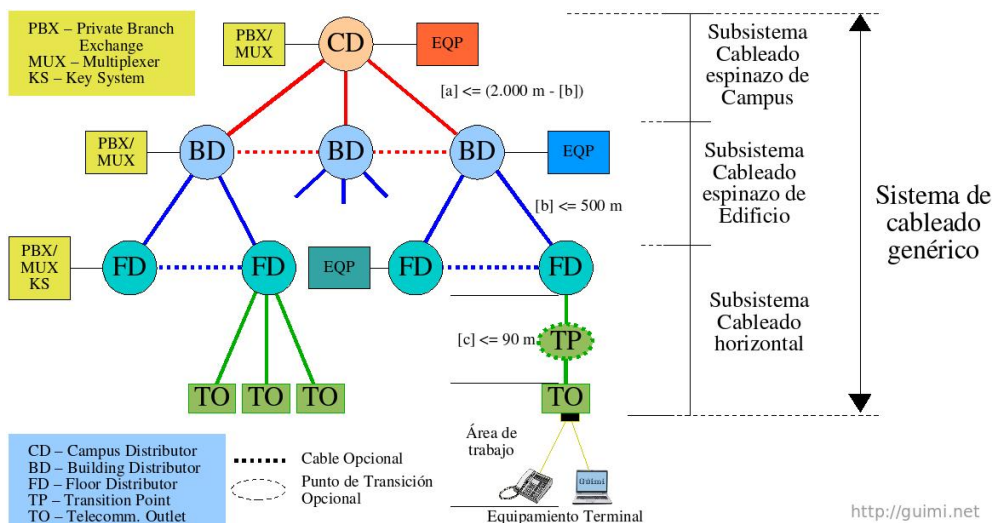 PBX – Private Branch
Exchange
MUX – Multiplexer
KS – Key System
PBX/
MUX
CD
EQP
[a] <= (2.000 m - [b])
Subsistema
Cableado
espinazo de
Campus
PBX/
MUX
BD
BD
BD
EQP
[b] <= 500 m
Subsistema
Cableado
espinazo de
Edificio
Sistema de
cableado
genérico
PBX/
MUX
KS
FD
FD
EQP
FD
FD
[c] <= 90 m
TP
Subsistema
Cableado
horizontal
TO
TO
TO
TO
Área de
trabajo
Guimi
Equipamiento Terminal
CD – Campus Distributor
BD – Building Distributor
FD – Floor Distributor
TP – Transition Point
TO – Telecomm. Outlet
Cable Opcional
Punto de Transición
Opcional
http://guimi.net